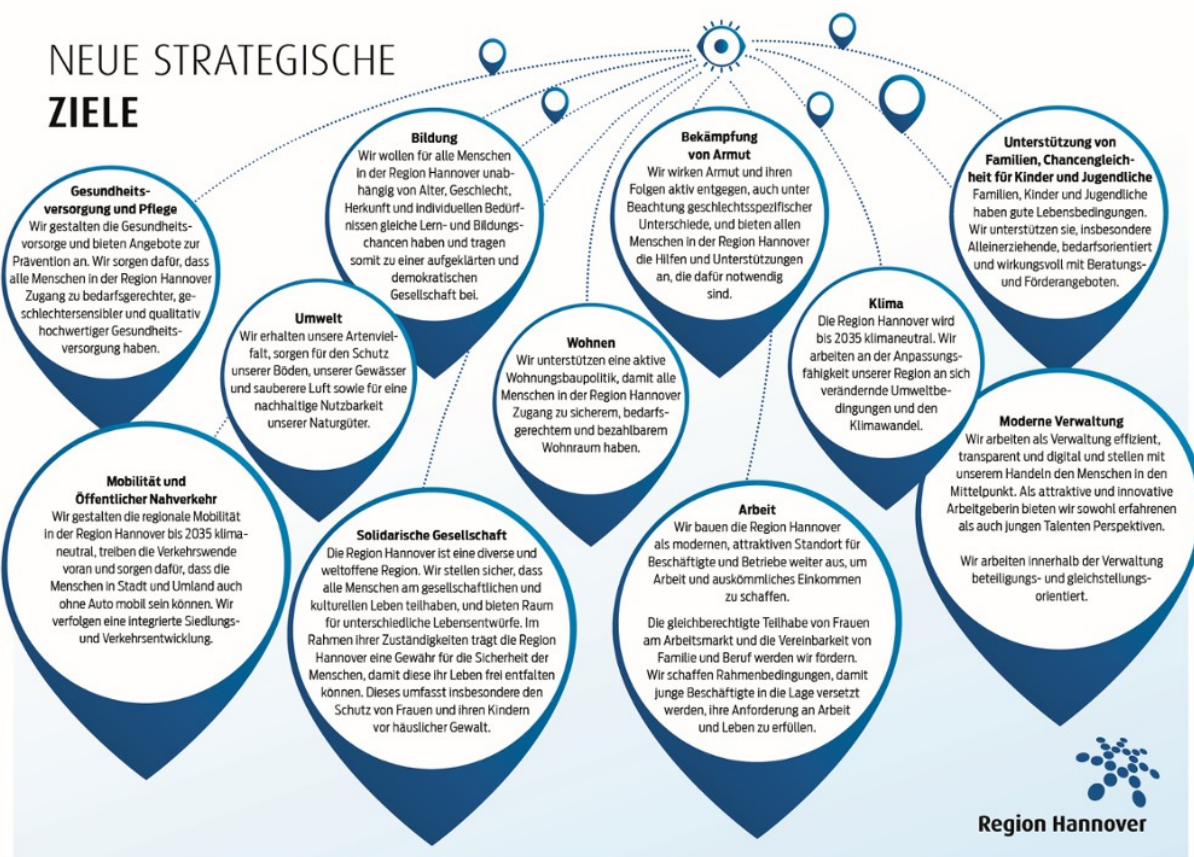 NEUE STRATEGISCHE
ZIELE
Gesundheits-
versorgung und Pflege
Wir gestalten die Gesundheits-
vorsorge und bieten Angebote zur
Prävention an. Wir sorgen dafür, dass
alle Menschen in der Region Hannover
Zugang zu bedarfsgerechter, ge-
schlechtersensibler und qualitativ
hochwertiger Gesundheits-
versorgung haben.
Bildung
Wir wollen für alle Menschen
in der Region Hannover unab-
hängig von Alter, Geschlecht,
Herkunft und individuellen Bedürf-
nissen gleiche Lern- und Bildungs-
chancen haben und tragen
somit zu einer aufgeklärten und
demokratischen
Gesellschaft bei.
Bekämpfung
von Armut
Wir wirken Armut und ihren
Folgen aktiv entgegen, auch unter
Beachtung geschlechtsspezifischer
Unterschiede, und bieten allen
Menschen in der Region Hannover
die Hilfen und Unterstützungen
an, die dafür notwendig
sind.
Unterstützung von
Familien, Chancengleich-
heit für Kinder und Jugendliche
Familien, Kinder und Jugendliche
haben gute Lebensbedingungen.
Wir unterstützen sie, insbesondere
Alleinerziehende, bedarfsorientiert
und wirkungsvoll mit Beratungs-
und Förderangeboten.
Umwelt
Wir erhalten unsere Artenviel-
falt, sorgen für den Schutz
unserer Böden, unserer Gewässer
und sauberere Luft sowie für eine
nachhaltige Nutzbarkeit
unserer Naturgüter.
Wohnen
Wir unterstützen eine aktive
Wohnungsbaupolitik, damit alle
Menschen in der Region Hannover
Zugang zu sicherem, bedarfs-
gerechtem und bezahlbarem
Wohnraum haben.
Klima
Die Region Hannover wird
bis 2035 klimaneutral. Wir
arbeiten an der Anpassungs-
fähigkeit unserer Region an sich
verändernde Umweltbe-
dingungen und den
Klimawandel.
Moderne Verwaltung
Wir arbeiten als Verwaltung effizient,
transparent und digital und stellen mit
unserem Handeln den Menschen in den
Mittelpunkt. Als attraktive und innovative
Arbeitgeberin bieten wir sowohl erfahrenen
als auch jungen Talenten Perspektiven.
Wir arbeiten innerhalb der Verwaltung
beteiligungs- und gleichstellungs-
orientiert.
Mobilität und
Öffentlicher Nahverkehr
Wir gestalten die regionale Mobilität
in der Region Hannover bis 2035 klima-
neutral, treiben die Verkehrswende
voran und sorgen dafür, dass die
Menschen in Stadt und Umland auch
ohne Auto mobil sein können. Wir
verfolgen eine integrierte Siedlungs-
und Verkehrsentwicklung.
Solidarische Gesellschaft
Die Region Hannover ist eine diverse und
weltoffene Region. Wir stellen sicher, dass
alle Menschen am gesellschaftlichen und
kulturellen Leben teilhaben, und bieten Raum
für unterschiedliche Lebensentwürfe. Im
Rahmen ihrer Zuständigkeiten trägt die Region
Hannover eine Gewähr für die Sicherheit der
Menschen, damit diese ihr Leben frei entfalten
können. Dieses umfasst insbesondere den
Schutz von Frauen und ihren Kindern
vor häuslicher Gewalt.
Arbeit
Wir bauen die Region Hannover
als modernen, attraktiven Standort für
Beschäftigte und Betriebe weiter aus, um
Arbeit und auskömmliches Einkommen
zu schaffen.
Die gleichberechtigte Teilhabe von Frauen
am Arbeitsmarkt und die Vereinbarkeit von
Familie und Beruf werden wir fördern.
Wir schaffen Rahmenbedingungen, damit
junge Beschäftigte in die Lage versetzt
werden, ihre Anforderung an Arbeit
und Leben zu erfüllen.
Region Hannover